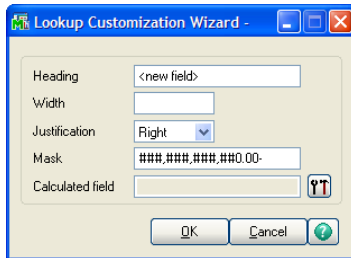 Lookup Customization Wizard -
Heading <new field>
Width
Justification Right
Mask ###,###,###,##0.00-
Calculated field
OK Cancel